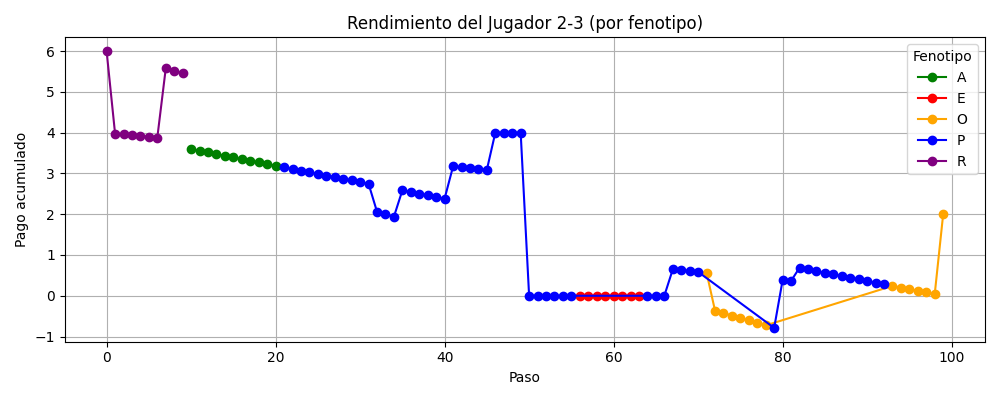 Rendimiento del Jugador 2-3 (por fenotipo)
Pago acumulado
6
5
4
3
2
1
0
−1
Fenotipo
A
E
O
P
R
0
20
40
60
80
100
Paso